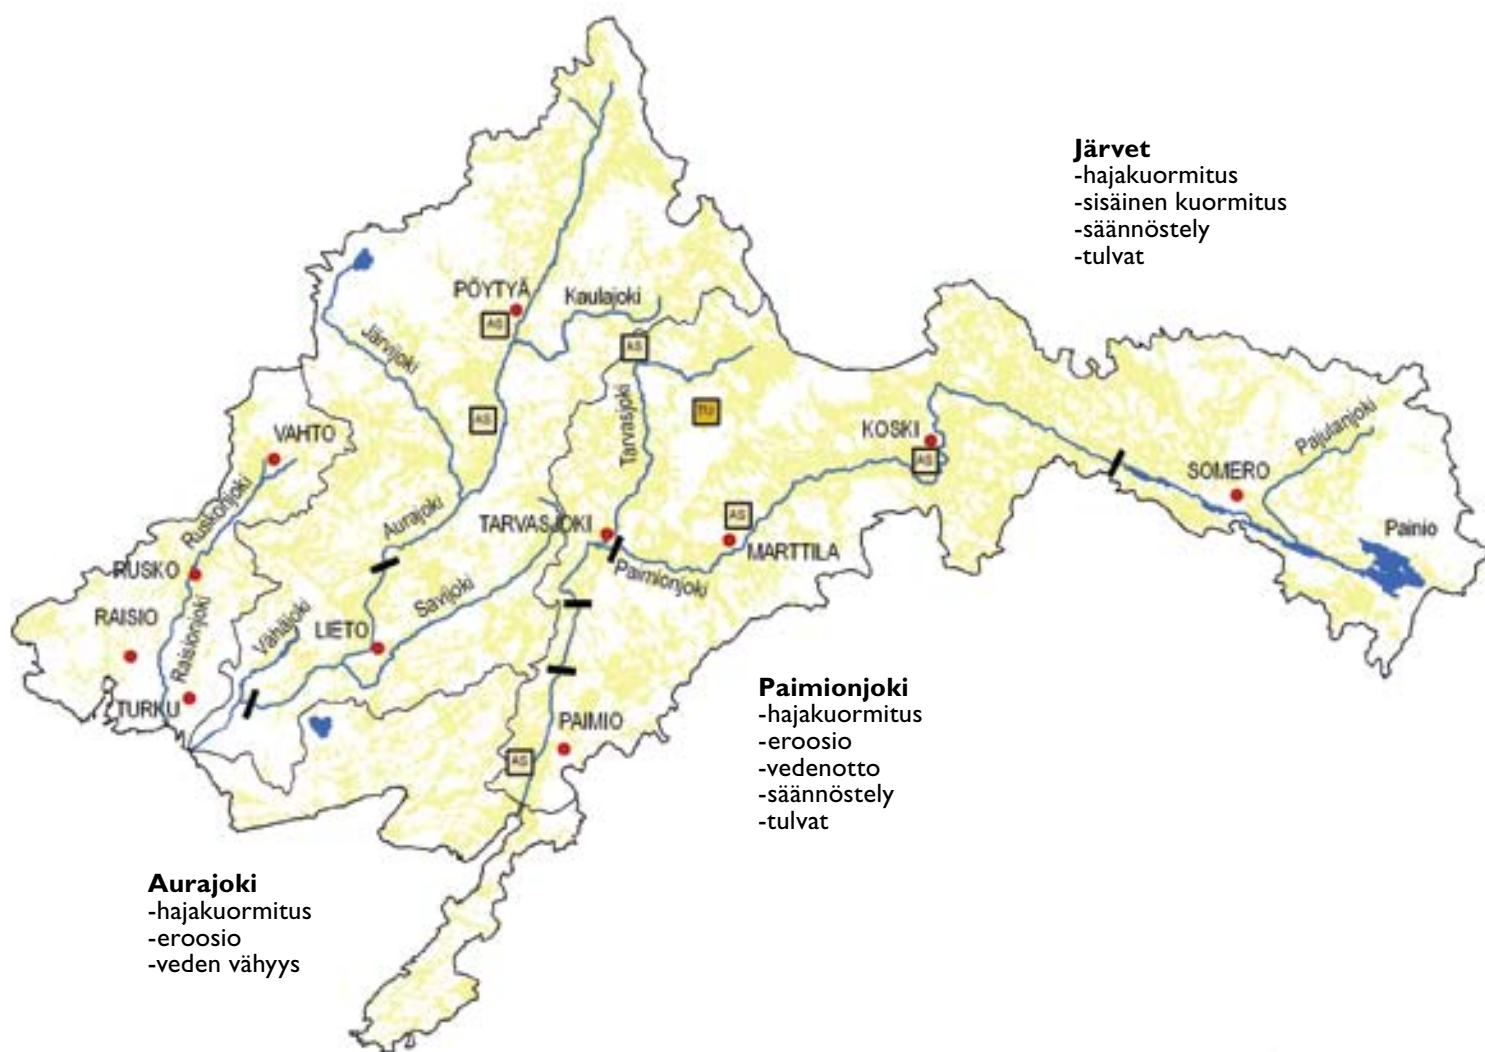 Järvet
-hajakuormitus
-sisäinen kuormitus
-säännöstely
-tulvat
PÖYTYÄ
Kaulajoki
AS
AS
Järvijoki
Tarvasjoki
TU
AS
VAHTO
KOSKI
AS
Pajulanjoki
SOMERO
Ruskonjoki
Aurajoki
TARVASJOKI
AS
MARTTILA
Painio
RUSKO
Paimionjoki
Savijoki
RAISIO
Raisionjoki
Vähäjoki
LIETO
TURKU
PAIMIO
AS
Paimionjoki
-hajakuormitus
-eroosio
-vedenotto
-säännöstely
-tulvat
Aurajoki
-hajakuormitus
-eroosio
-veden vähyys